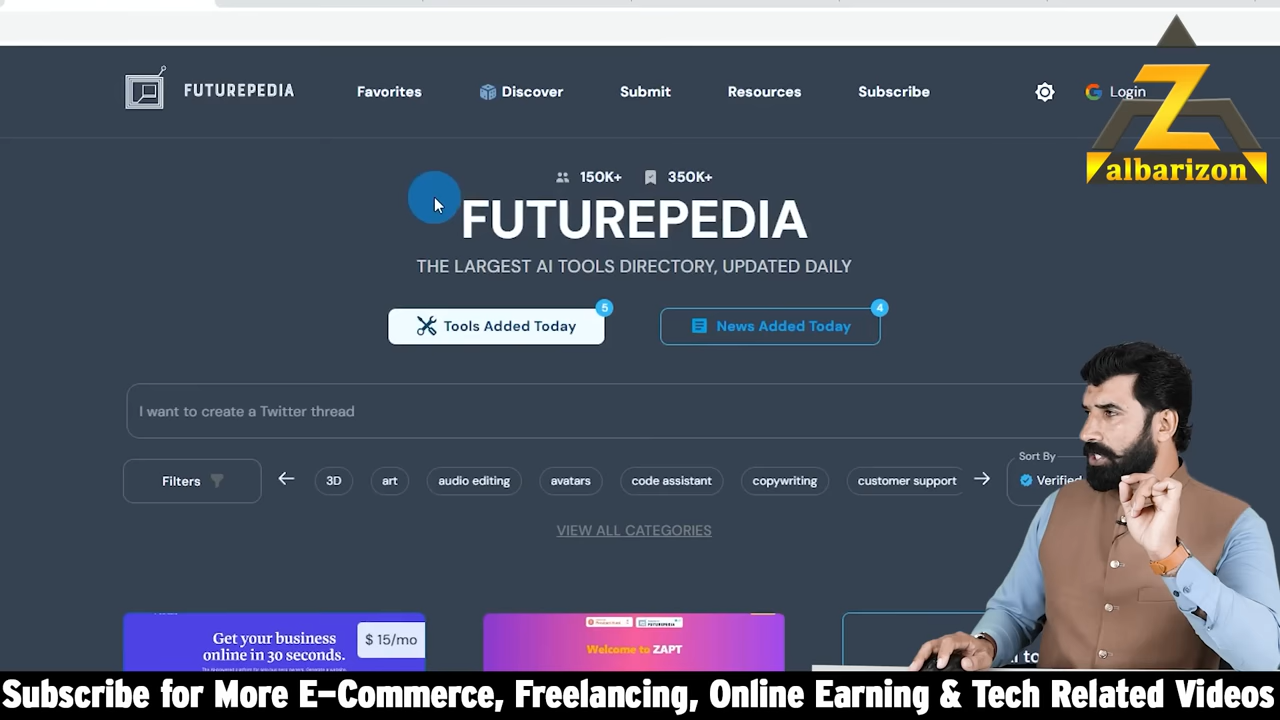 FUTUREPEDIA
Favorites
Discover
Submit
Resources
Subscribe
Login
Z
albarizon
150K+
350K+
FUTUREPEDIA
THE LARGEST AI TOOLS DIRECTORY, UPDATED DAILY
Tools Added Today
5
News Added Today
4
I want to create a Twitter thread
Filters
3D
art
audio editing
avatars
code assistant
copywriting
customer support
Sort By
Verified
VIEW ALL CATEGORIES
Get your business
online in 30 seconds.
$ 15/mo
Welcome to ZAPT
Subscribe for More E-Commerce, Freelancing, Online Earning & Tech Related Videos